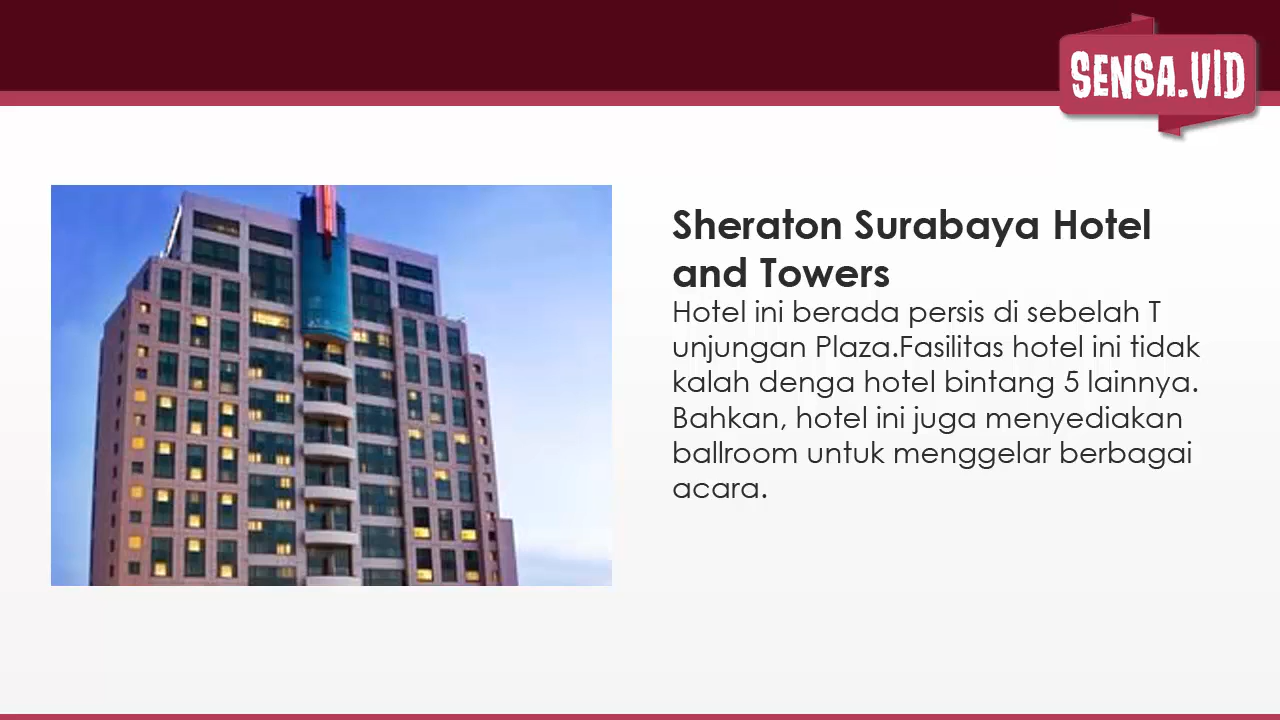 SENSA.VID
Sheraton Surabaya Hotel
and Towers
Hotel ini berada persis di sebelah T
unjungan Plaza.Fasilitas hotel ini tidak
kalah denga hotel bintang 5 lainnya.
Bahkan, hotel ini juga menyediakan
ballroom untuk menggelar berbagai
acara.